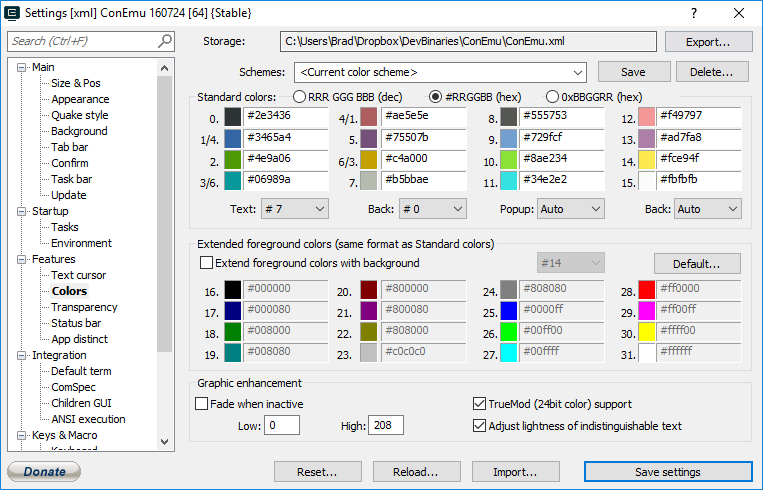 Settings [xml] ConEmu 160724 [64] {Stable}
Search (Ctrl+F)
Storage: C:\Users\Brad\Dropbox\DevBinaries\ConEmu\ConEmu.xml Export...
Schemes: <Current color scheme> Save Delete...
Main
Size & Pos
Appearance
Quake style
Background
Tab bar
Confirm
Task bar
Update
Startup
Tasks
Environment
Features
Text cursor
Colors
Transparency
Status bar
App distinct
Integration
Default term
ComSpec
Children GUI
ANSI execution
Keys & Macro
Standard colors: RRR GGG BBB (dec) #RRGGBB (hex) 0xBBGGRR (hex)
0. #2e3436 4/1. #ae5e5e 8. #555753 12. #f49797
1/4. #3465a4 5. #75507b 9. #729fcf 13. #ad7fa8
2. #4e9a06 6/3. #c4a000 10. #8ae234 14. #fce94f
3/6. #06989a 7. #b5bbae 11. #34e2e2 15. #fbfbfb
Text: # 7 Back: # 0 Popup: Auto Back: Auto
Extended foreground colors (same format as Standard colors)
Extend foreground colors with background #14 Default...
16. #000000 20. #800000 24. #808080 28. #ff0000
17. #000080 21. #800080 25. #0000ff 29. #ff00ff
18. #008000 22. #808000 26. #00ff00 30. #ffff00
19. #008080 23. #c0c0c0 27. #00ffff 31. #ffffff
Graphic enhancement
Fade when inactive TrueMod (24bit color) support
Low: 0 High: 208 Adjust lightness of indistinguishable text
Donate Reset... Reload... Import... Save settings